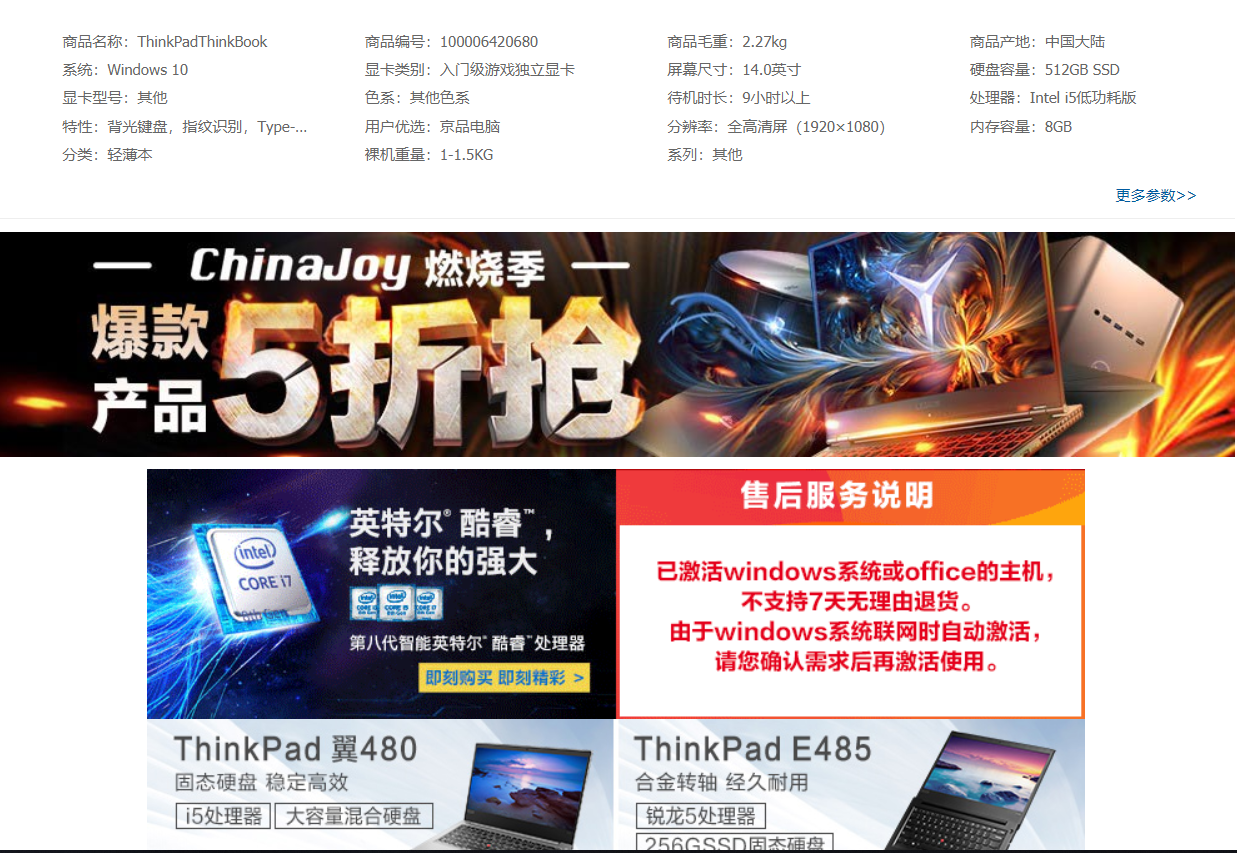 商品名称：ThinkPadThinkBook 商品编号：100006420680 商品毛重：2.27kg 商品产地：中国大陆
系统：Windows 10 显卡类别：入门级游戏独立显卡 屏幕尺寸：14.0英寸 硬盘容量：512GB SSD
显卡型号：其他 色系：其他色系 待机时长：9小时以上 处理器：Intel i5低功耗版
特性：背光键盘，指纹识别，Type-... 用户优选：京品电脑 分辨率：全高清屏（1920×1080） 内存容量：8GB
分类：轻薄本 裸机重量：1-1.5KG 系列：其他
更多参数>>
ChinaJoy 燃烧季
爆款
产品
5折抢
英特尔® 酷睿™，
释放你的强大
intel
CORE i7
8th Gen
第八代智能英特尔® 酷睿™处理器
即刻购买 即刻精彩 >
售后服务说明
已激活windows系统或office的主机，
不支持7天无理由退货。
由于windows系统联网时自动激活，
请您确认需求后再激活使用。
ThinkPad 翼480
固态硬盘 稳定高效
i5处理器 大容量混合硬盘
ThinkPad E485
合金转轴 经久耐用
锐龙5处理器
256GSSD固态硬盘